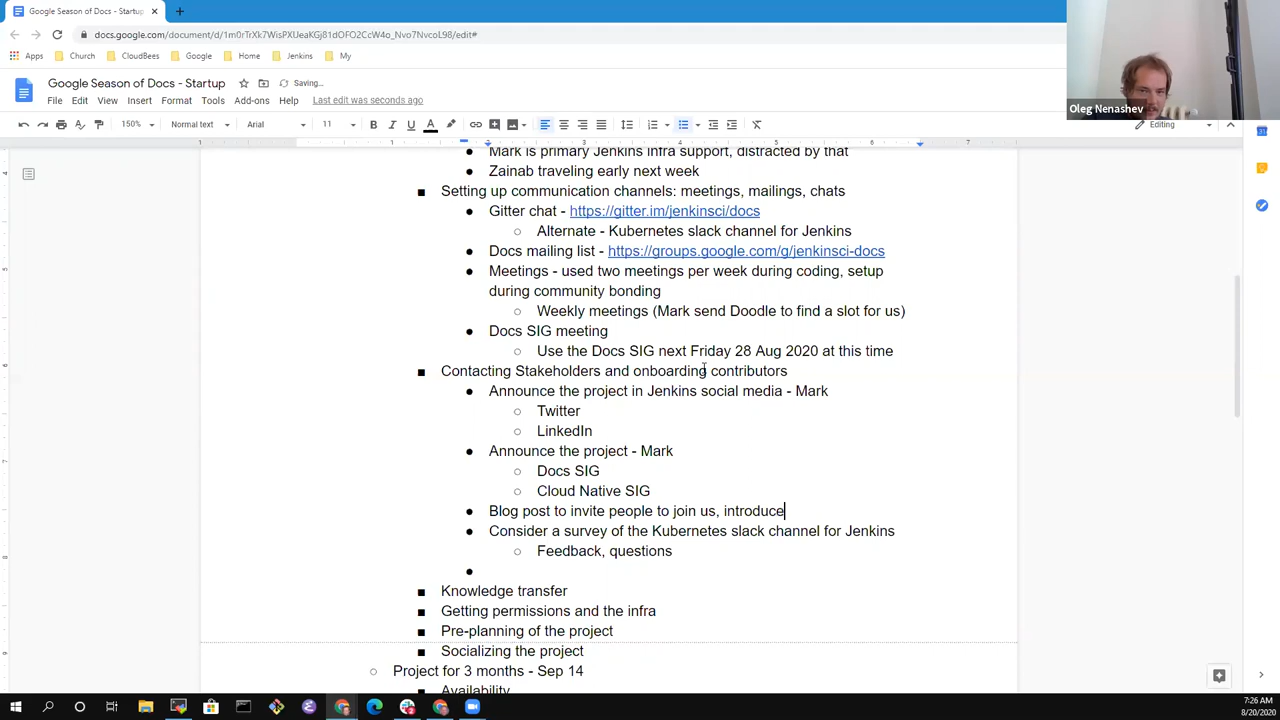 Google Season of Docs - Startup
docs.google.com/document/d/1m0rTrXk7WisPXUeaKGj81dOFO2CcW4o_Nvo7NvcoL98/edit#
Apps Church CloudBees Google Home Jenkins My
Google Season of Docs - Startup Saving...
File Edit View Insert Format Tools Add-ons Help Last edit was seconds ago
Oleg Nenashev
150% Normal text Arial 11 Editing
Mark is primary Jenkins infra support, distracted by that
Zainab traveling early next week
Setting up communication channels: meetings, mailings, chats
Gitter chat - https://gitter.im/jenkinsci/docs
Alternate - Kubernetes slack channel for Jenkins
Docs mailing list - https://groups.google.com/g/jenkinsci-docs
Meetings - used two meetings per week during coding, setup
during community bonding
Weekly meetings (Mark send Doodle to find a slot for us)
Docs SIG meeting
Use the Docs SIG next Friday 28 Aug 2020 at this time
Contacting Stakeholders and onboarding contributors
Announce the project in Jenkins social media - Mark
Twitter
LinkedIn
Announce the project - Mark
Docs SIG
Cloud Native SIG
Blog post to invite people to join us, introduce
Consider a survey of the Kubernetes slack channel for Jenkins
Feedback, questions
Knowledge transfer
Getting permissions and the infra
Pre-planning of the project
Socializing the project
Project for 3 months - Sep 14
Availability
7:26 AM
8/20/2020